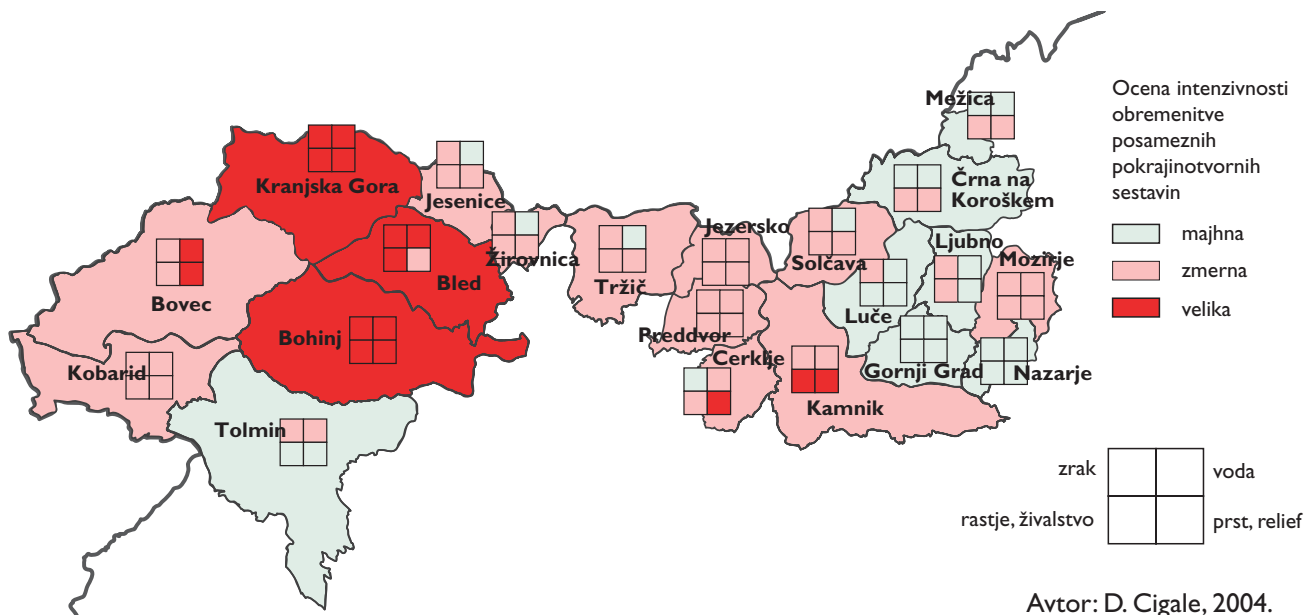 Mežica
Kranjska Gora
Jesenice
Črna na
Koroškem
Jezersko
Ljubno
Žirovnica
Solčava
Mozirje
Bovec
Bled
Tržič
Luče
Bohinj
Preddvor
Cerklje
Gornji Grad
Nazarje
Kobarid
Kamnik
Tolmin
Ocena intenzivnosti
obremenitve
posameznih
pokrajinotvornih
sestavin
majhna
zmerna
velika
zrak
voda
rastje, živalstvo
prst, relief
Avtor: D. Cigale, 2004.